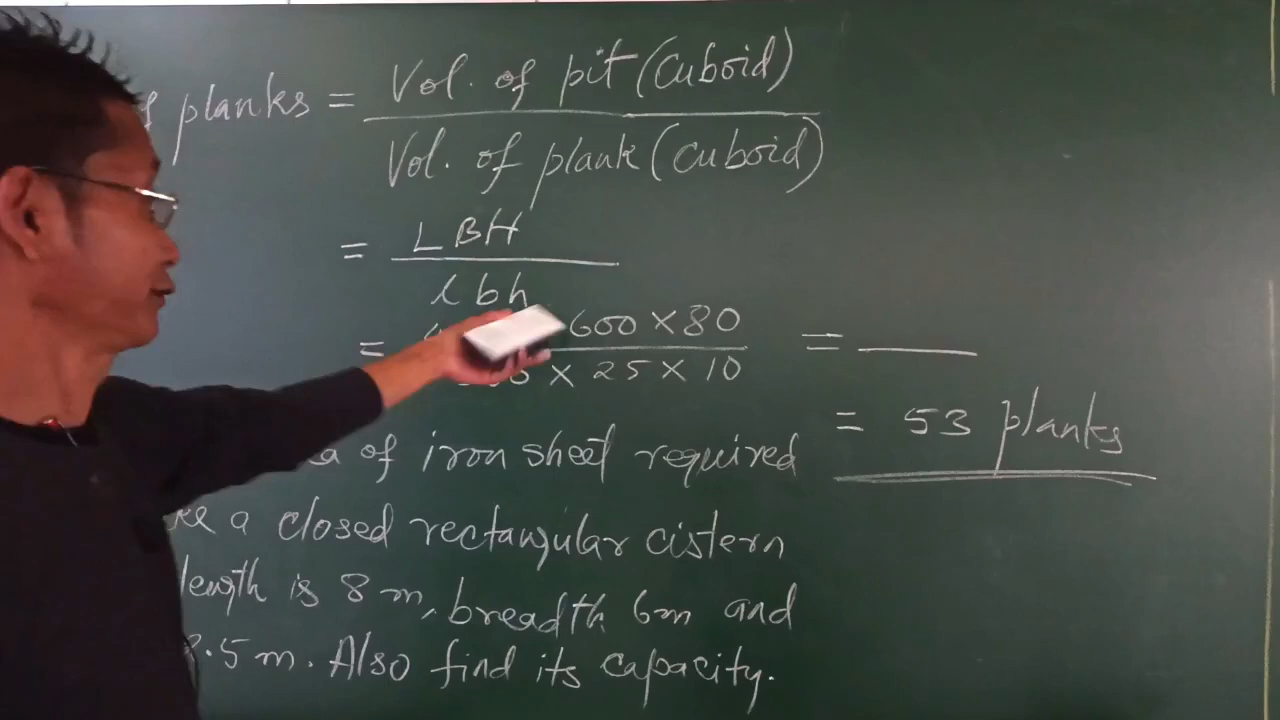 planks = Vol. of pit (Cuboid)
Vol. of plank (Cuboid)
= LBH
lbh
= 600 × 80 =
× 25 × 10
= 53 planks
of iron sheet required
a closed rectangular cistern
length is 8 m, breadth 6m and
.5 m. Also find its capacity.